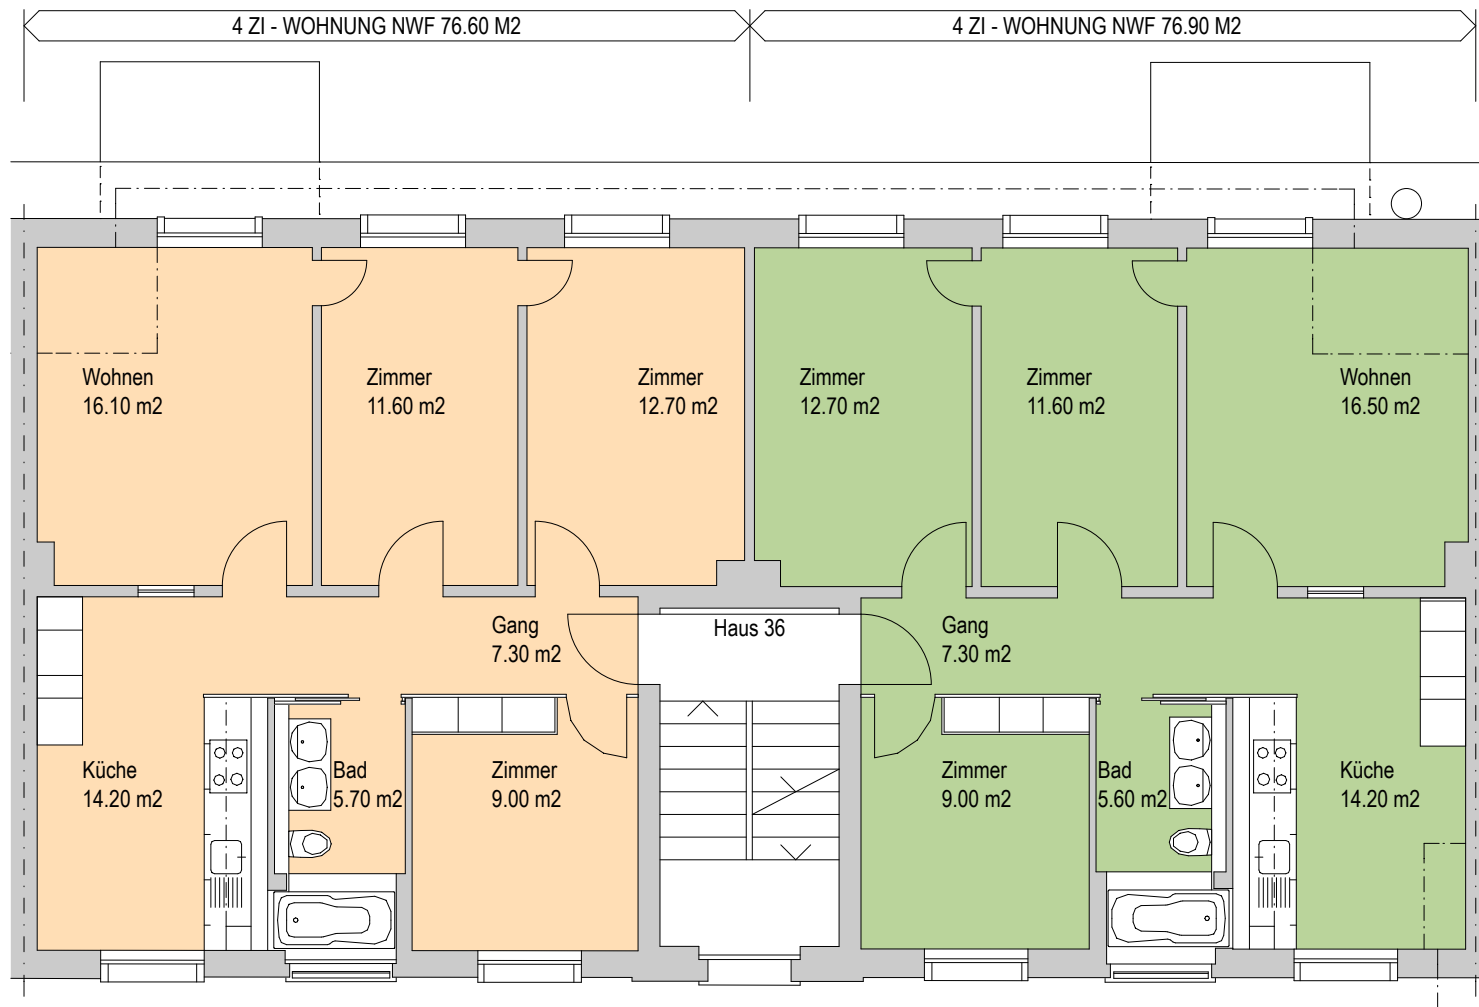 4 ZI - WOHNUNG NWF 76.60 M2
4 ZI - WOHNUNG NWF 76.90 M2
Wohnen
16.10 m2
Zimmer
11.60 m2
Zimmer
12.70 m2
Zimmer
12.70 m2
Zimmer
11.60 m2
Wohnen
16.50 m2
Gang
7.30 m2
Haus 36
Gang
7.30 m2
Küche
14.20 m2
Bad
5.70 m2
Zimmer
9.00 m2
Zimmer
9.00 m2
Bad
5.60 m2
Küche
14.20 m2